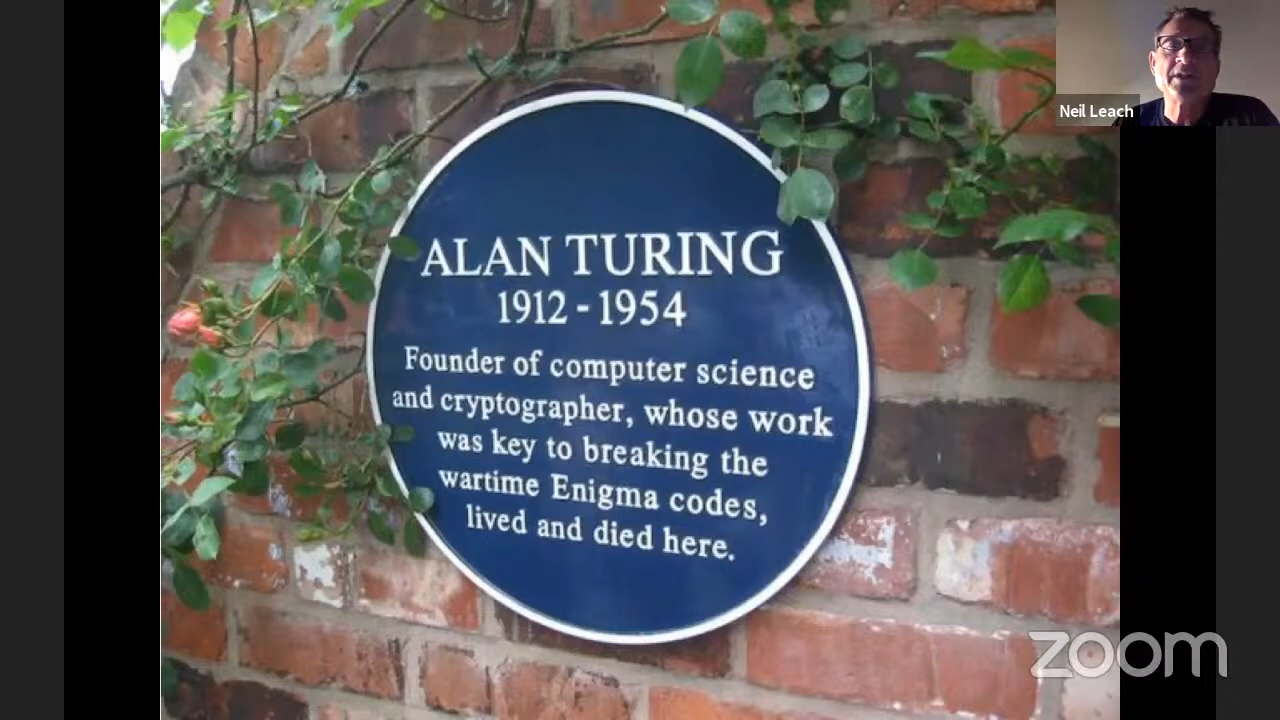 Neil Leach
ALAN TURING
1912 - 1954
Founder of computer science
and cryptographer, whose work
was key to breaking the
wartime Enigma codes,
lived and died here.
zoom